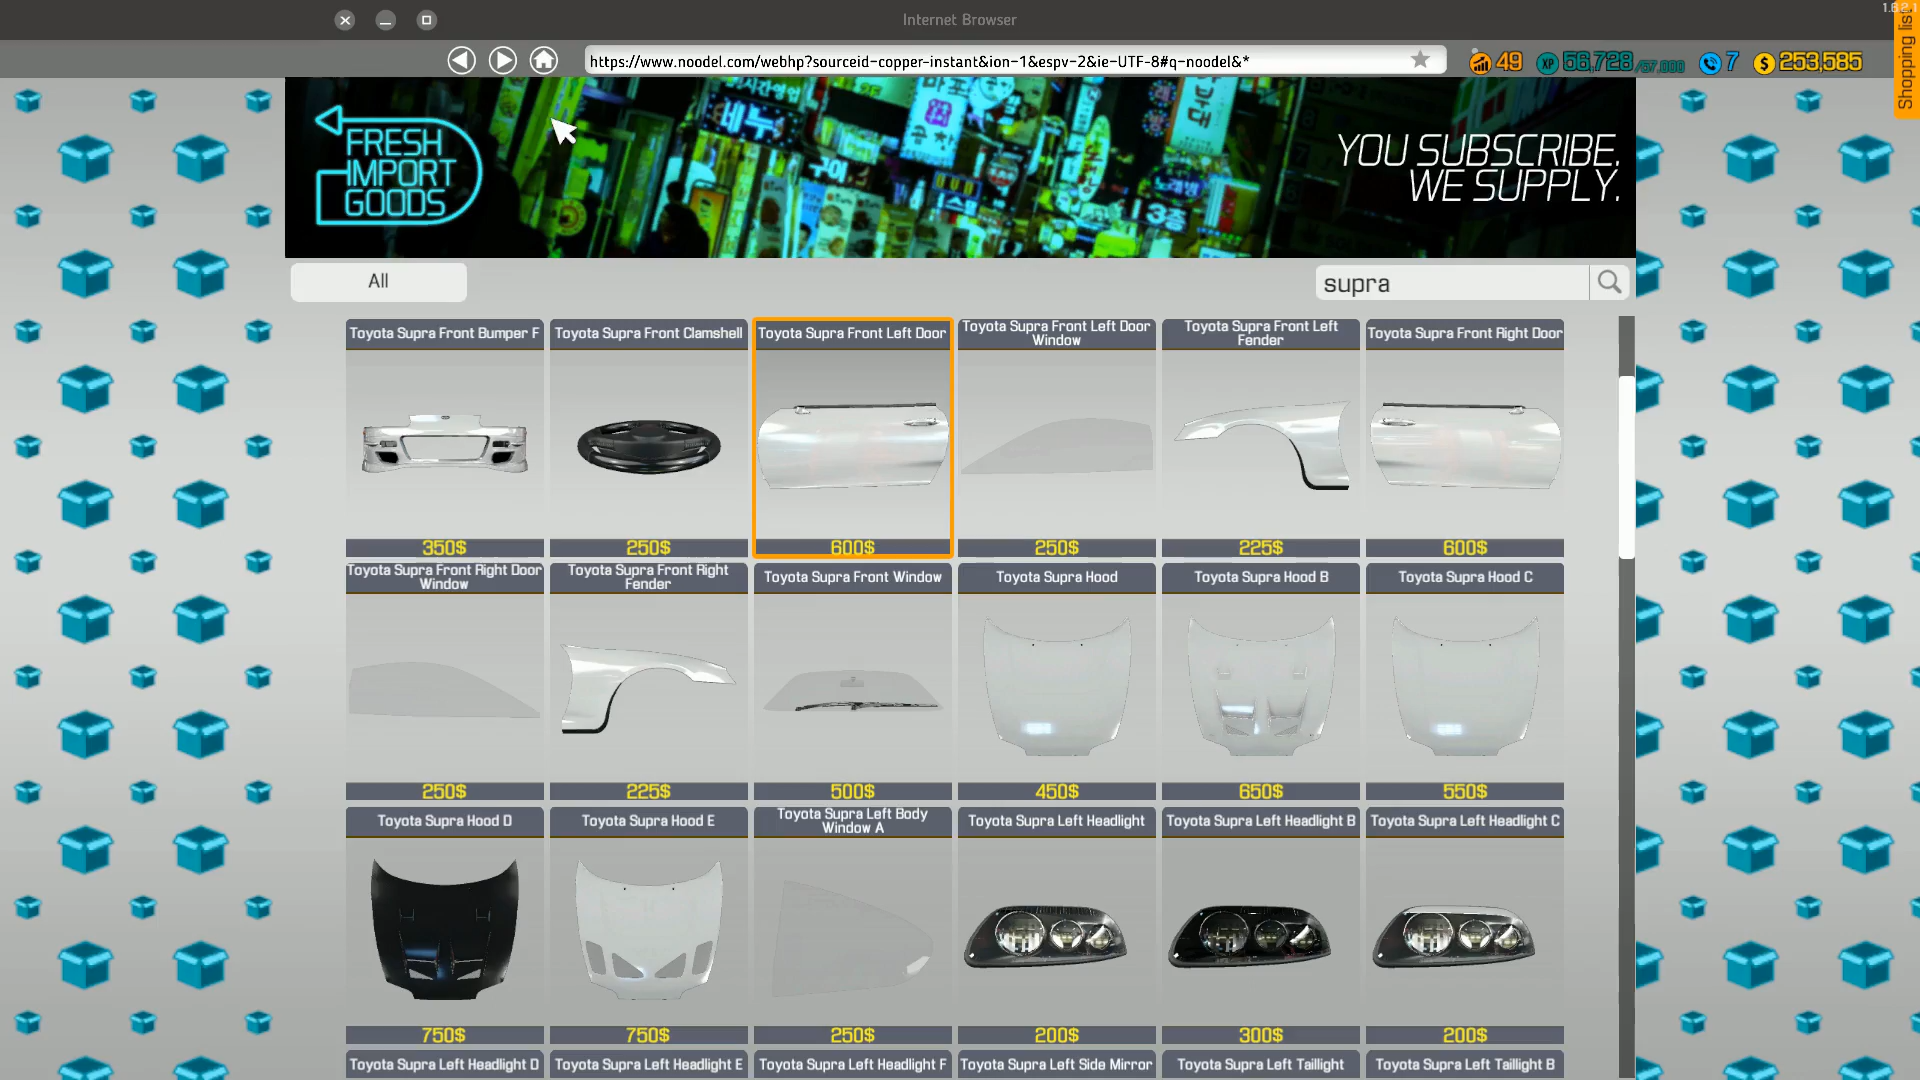 1.6.2.1
Internet Browser
Shopping list
https://www.noodel.com/webhp?sourceid-copper-instant&ion-1&espv-2&ie-UTF-8#q-noodel&*
49
XP 56,728/57,000
7
$ 253,585
FRESH
IMPORT
GOODS
YOU SUBSCRIBE.
WE SUPPLY.
All
supra
Toyota Supra Front Bumper F
Toyota Supra Front Clamshell
Toyota Supra Front Left Door
Toyota Supra Front Left Door
Window
Toyota Supra Front Left
Fender
Toyota Supra Front Right Door
350$
250$
600$
250$
225$
600$
Toyota Supra Front Right Door
Window
Toyota Supra Front Right
Fender
Toyota Supra Front Window
Toyota Supra Hood
Toyota Supra Hood B
Toyota Supra Hood C
250$
225$
500$
450$
650$
550$
Toyota Supra Hood D
Toyota Supra Hood E
Toyota Supra Left Body
Window A
Toyota Supra Left Headlight
Toyota Supra Left Headlight B
Toyota Supra Left Headlight C
750$
750$
250$
200$
300$
200$
Toyota Supra Left Headlight D
Toyota Supra Left Headlight E
Toyota Supra Left Headlight F
Toyota Supra Left Side Mirror
Toyota Supra Left Taillight
Toyota Supra Left Taillight B